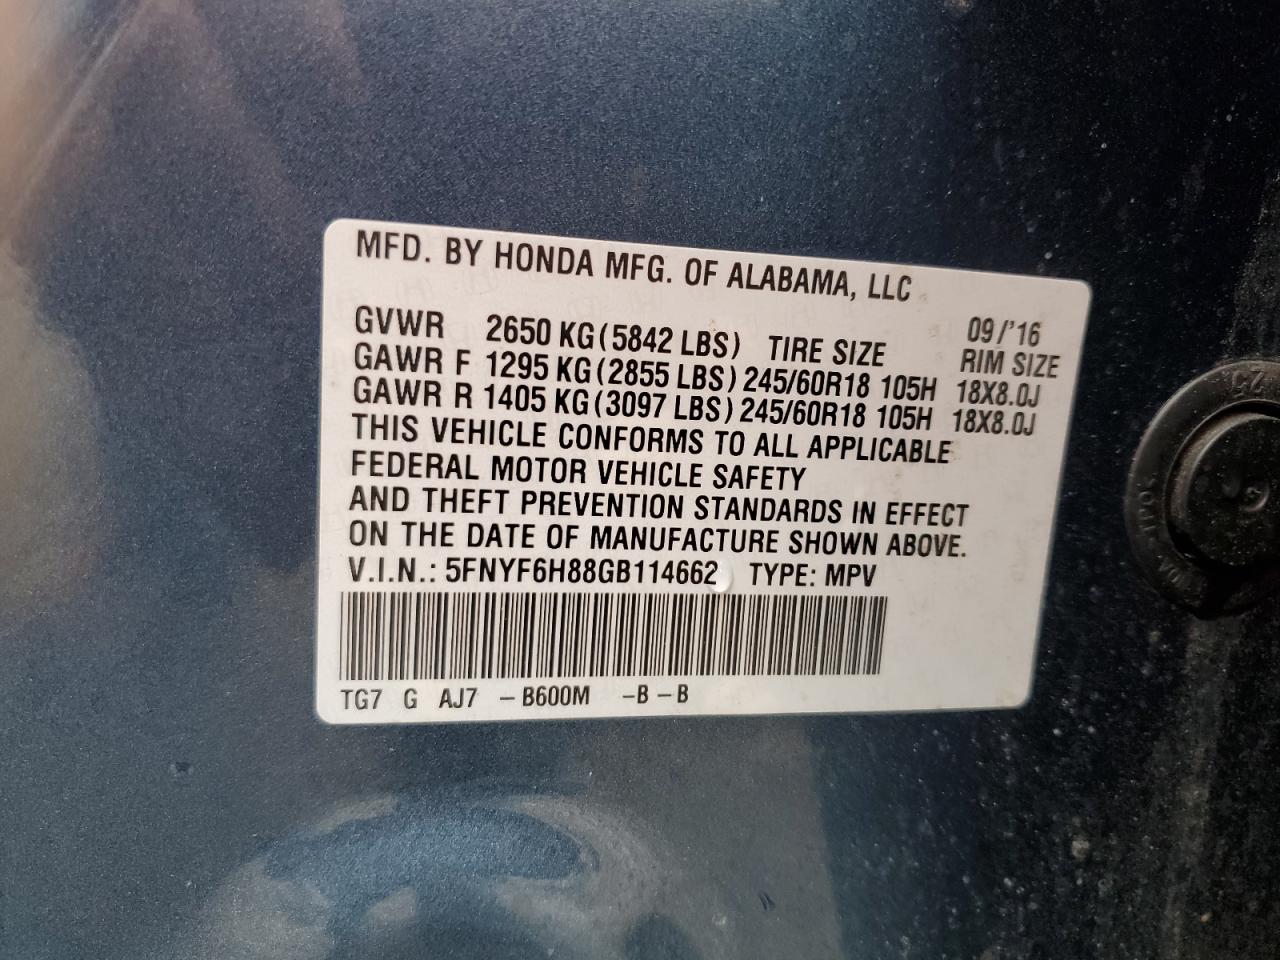 MFD. BY HONDA MFG. OF ALABAMA, LLC
09/'16
GVWR 2650 KG(5842 LBS) TIRE SIZE RIM SIZE
GAWR F 1295 KG(2855 LBS) 245/60R18 105H 18X8.0J
GAWR R 1405 KG(3097 LBS) 245/60R18 105H 18X8.0J
THIS VEHICLE CONFORMS TO ALL APPLICABLE
FEDERAL MOTOR VEHICLE SAFETY
AND THEFT PREVENTION STANDARDS IN EFFECT
ON THE DATE OF MANUFACTURE SHOWN ABOVE.
V.I.N.: 5FNYF6H88GB114662 TYPE: MPV
TG7 G AJ7 -B600M -B-B
25